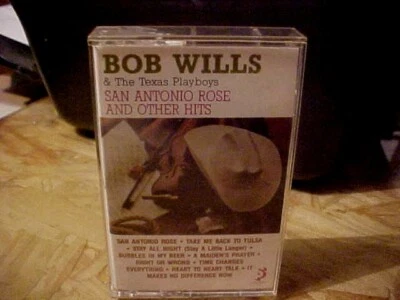 BOB WILLS
& The Texas Playboys
SAN ANTONIO ROSE
AND OTHER HITS
SAN ANTONIO ROSE • TAKE ME BACK TO TULSA
• STAY ALL NIGHT (Stay A Little Longer) •
BUBBLES IN MY BEER • A MAIDEN'S PRAYER •
RIGHT OR WRONG • TIME CHANGES
EVERYTHING • HEART TO HEART TALK • IT
MAKES NO DIFFERENCE NOW